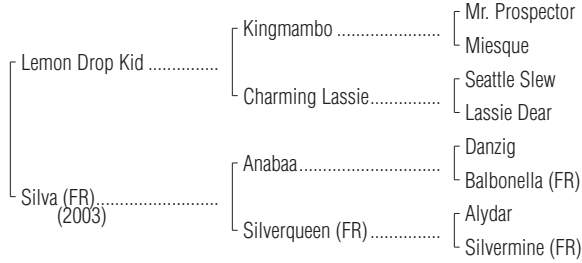 Mr. Prospector
Kingmambo ....................
Miesque
Lemon Drop Kid ..............
Seattle Slew
Charming Lassie..............
Lassie Dear
Danzig
Anabaa...........................
Balbonella (FR)
Silva (FR)........................
(2003)
Alydar
Silverqueen (FR) ..............
Silvermine (FR)